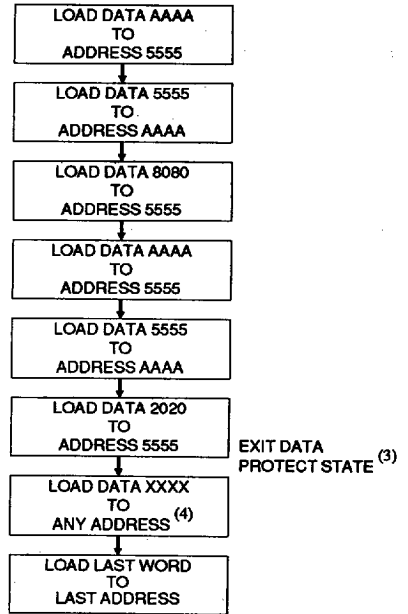 LOAD DATA AAAA
TO
ADDRESS 5555
LOAD DATA 5555
TO
ADDRESS AAAA
LOAD DATA 8080
TO
ADDRESS 5555
LOAD DATA AAAA
TO
ADDRESS 5555
LOAD DATA 5555
TO
ADDRESS AAAA
LOAD DATA 2020
TO
ADDRESS 5555
EXIT DATA
PROTECT STATE (3)
LOAD DATA XXXX
TO
ANY ADDRESS (4)
LOAD LAST WORD
TO
LAST ADDRESS